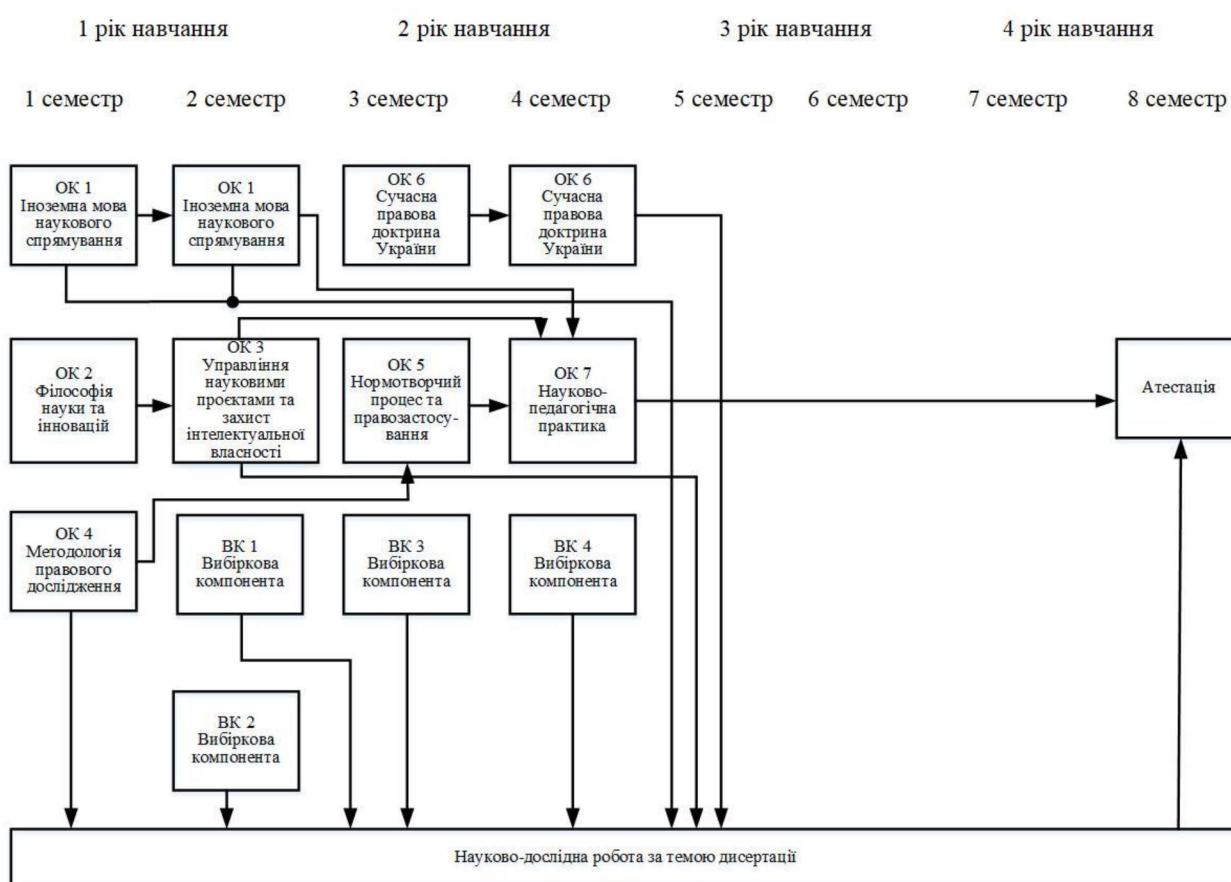 1 рік навчання
2 рік навчання
3 рік навчання
4 рік навчання
1 семестр
2 семестр
3 семестр
4 семестр
5 семестр
6 семестр
7 семестр
8 семестр
ОК 1
Іноземна мова
наукового
спрямування
ОК 1
Іноземна мова
наукового
спрямування
ОК 6
Сучасна
правова
доктрина
України
ОК 6
Сучасна
правова
доктрина
України
ОК 2
Філософія
науки та
інновацій
ОК 3
Управління
науковими
проєктами та
захист
інтелектуальної
власності
ОК 5
Нормотворчий
процес та
правозастосу-
вання
ОК 7
Науково-
педагогічна
практика
Атестація
ОК 4
Методологія
правового
дослідження
ВК 1
Вибіркова
компонента
ВК 3
Вибіркова
компонента
ВК 4
Вибіркова
компонента
ВК 2
Вибіркова
компонента
Науково-дослідна робота за темою дисертації